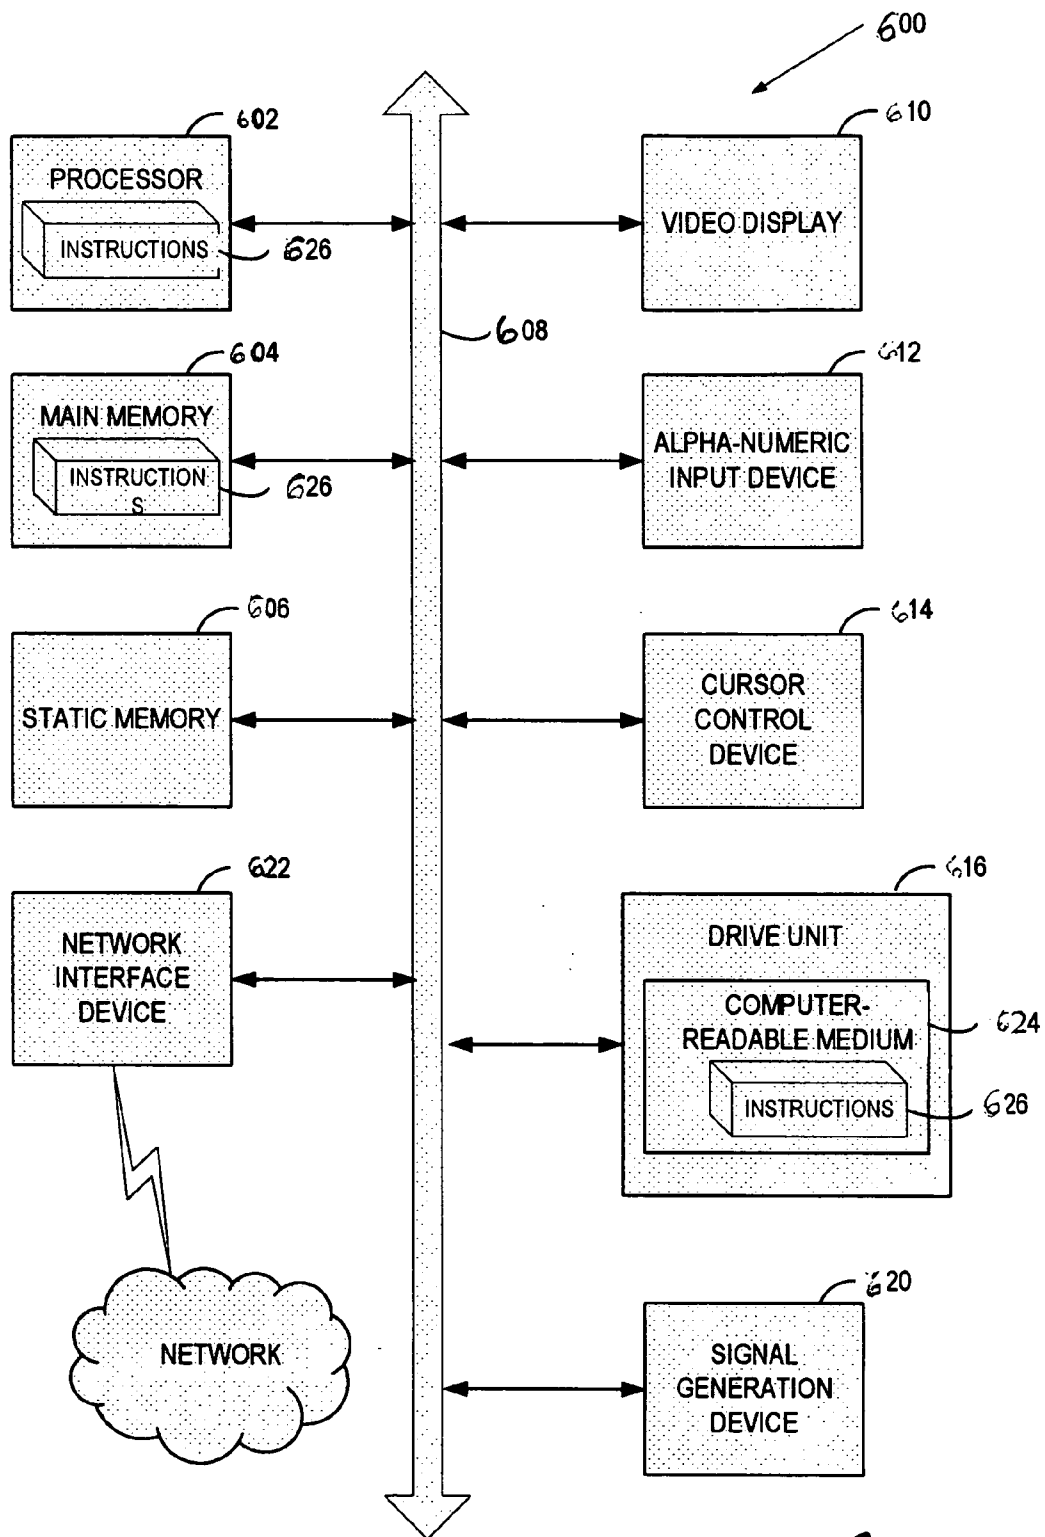 600
602
PROCESSOR
INSTRUCTIONS
626
610
VIDEO DISPLAY
608
604
MAIN MEMORY
INSTRUCTION
S
626
612
ALPHA-NUMERIC
INPUT DEVICE
606
STATIC MEMORY
614
CURSOR
CONTROL
DEVICE
622
NETWORK
INTERFACE
DEVICE
616
DRIVE UNIT
COMPUTER-
READABLE MEDIUM
624
INSTRUCTIONS
626
NETWORK
620
SIGNAL
GENERATION
DEVICE